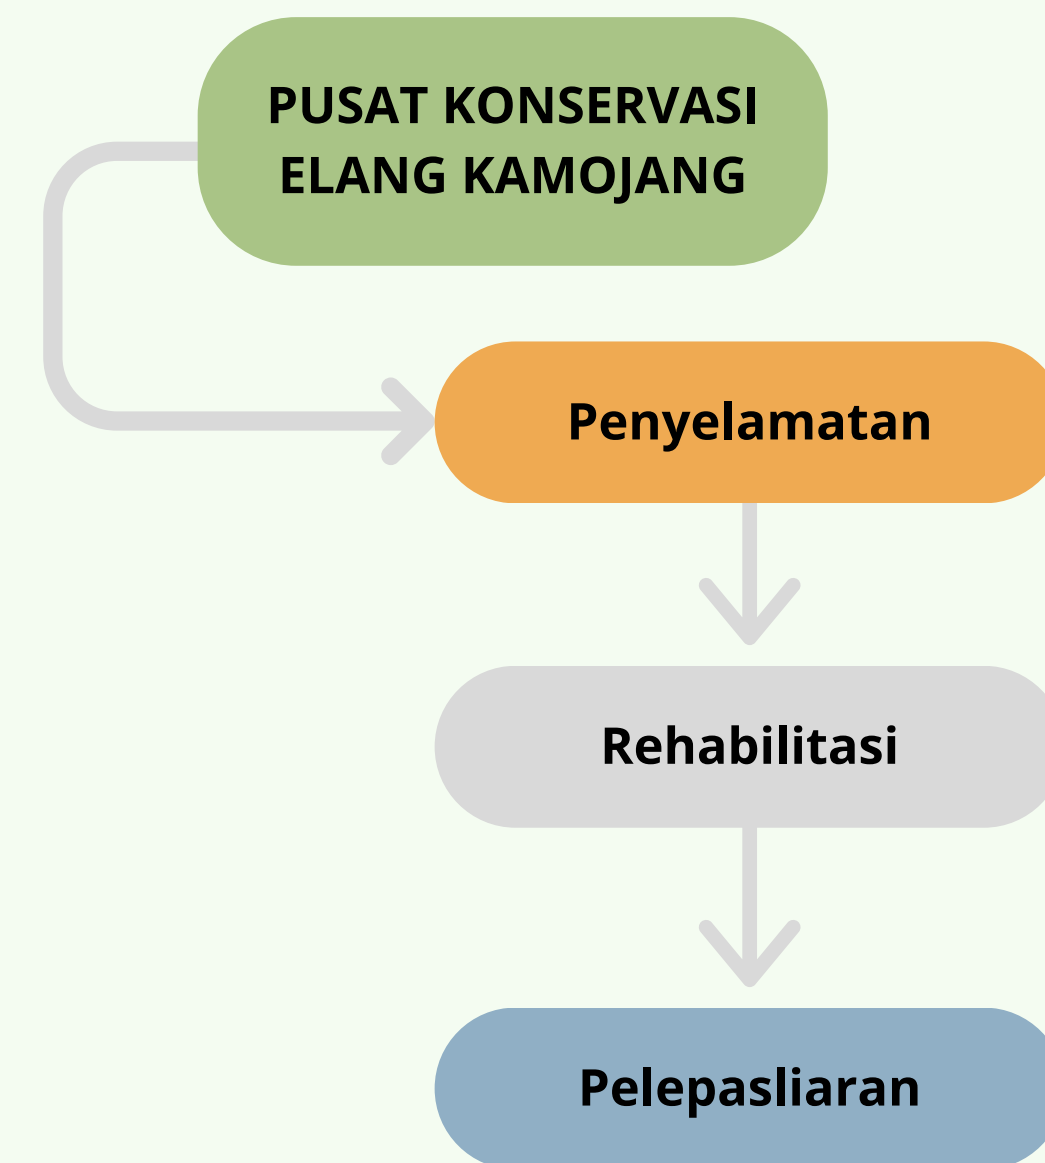 PUSAT KONSERVASI
ELANG KAMOJANG
Penyelamatan
Rehabilitasi
Pelepasliaran